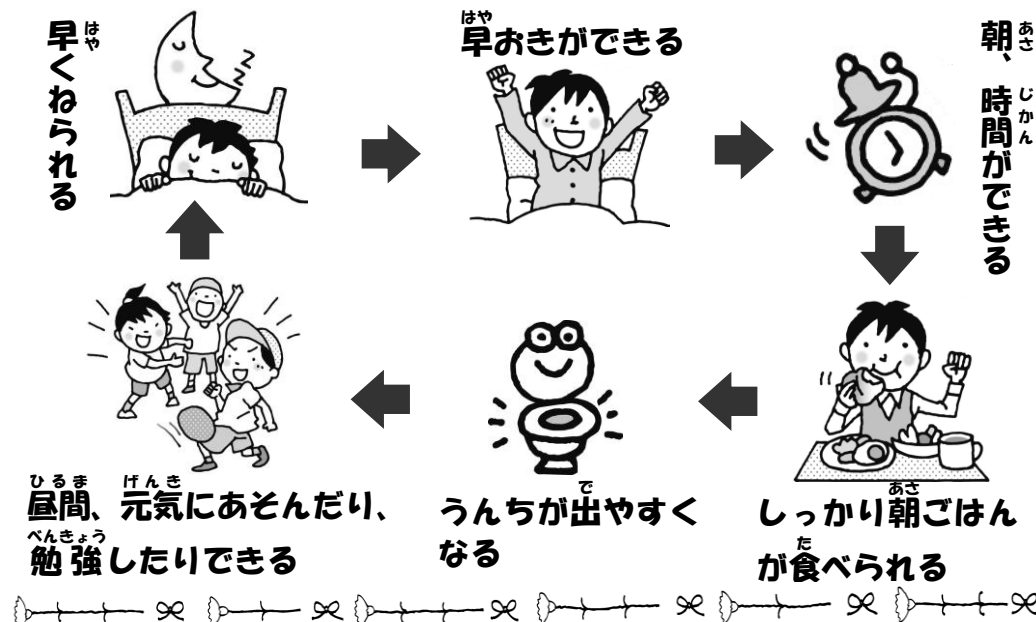 早くねられる
早おきができる
朝、時間ができる
しっかり朝ごはん
が食べられる
うんちが出やすく
なる
昼間、元気にあそんだり、
勉強したりできる